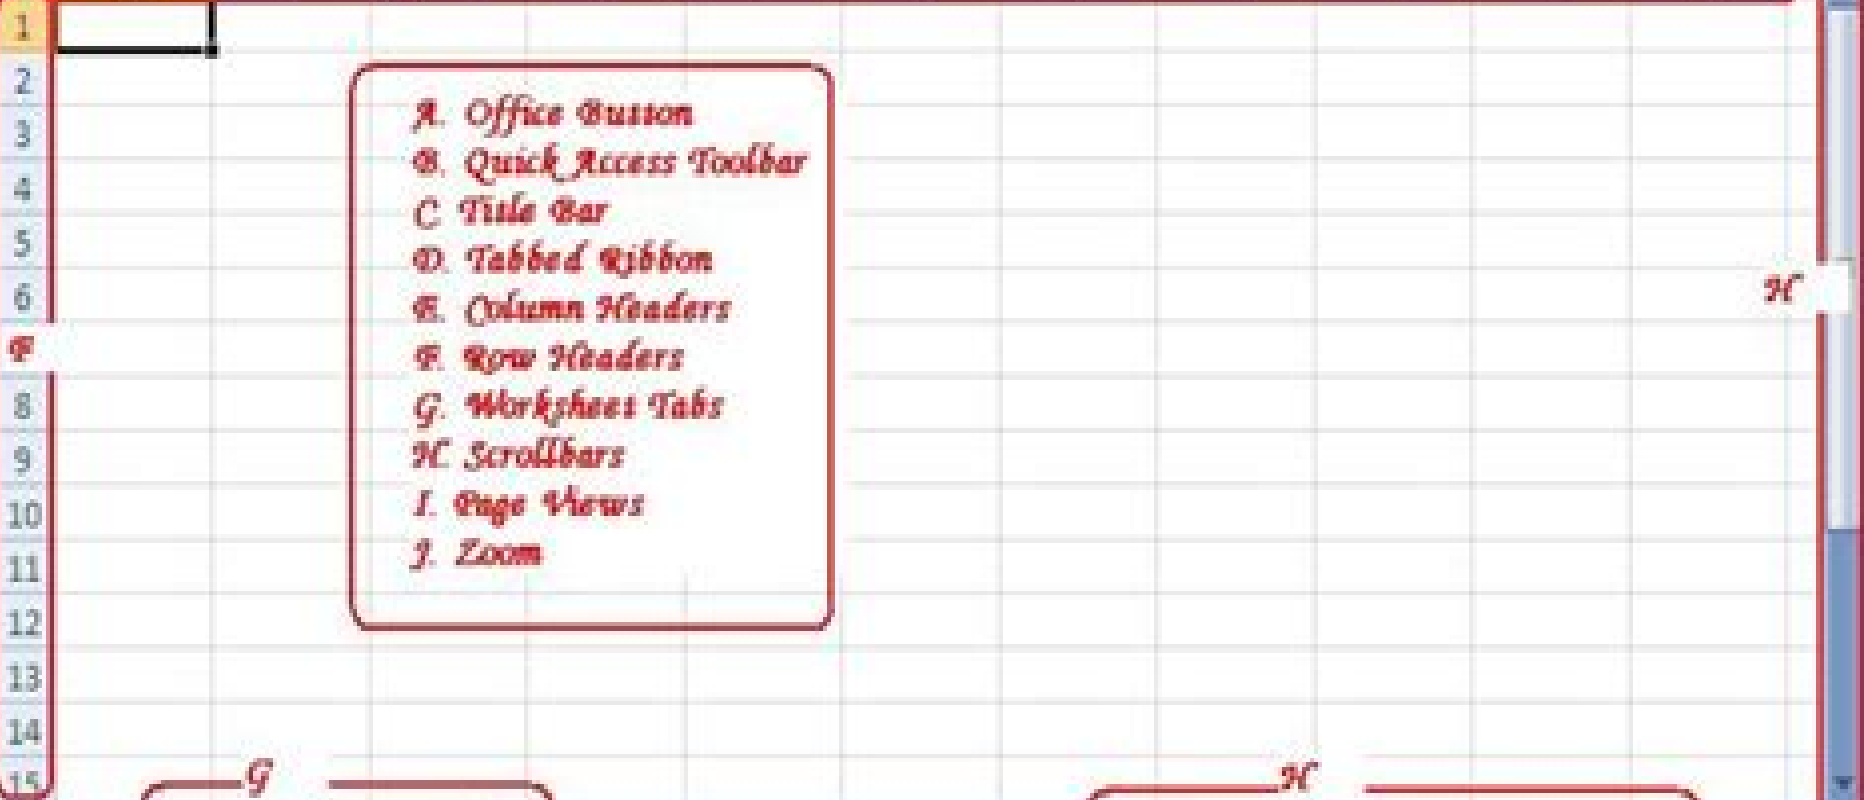 1
2
A. Office Button
3
B. Quick Access Toolbar
4
C. Title Bar
5
D. Tabbed Ribbon
6
H
E. Column Headers
F
F. Row Headers
8
G. Worksheet Tabs
9
H. Scrollbars
10
I. Page Views
11
J. Zoom
12
13
14
15
G
H